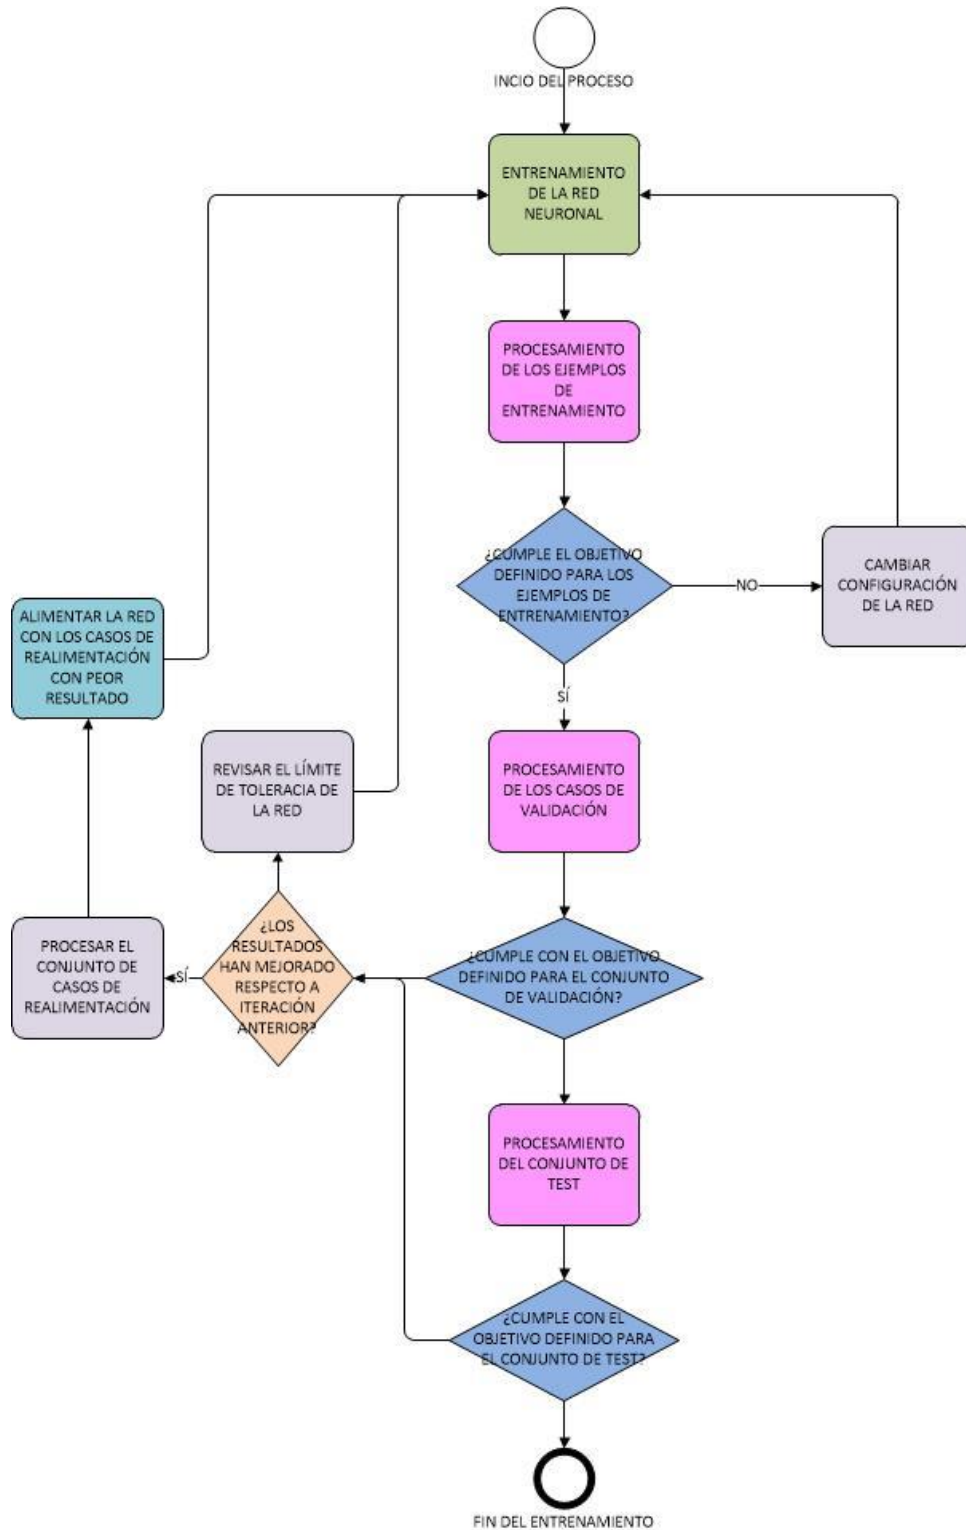 INCIO DEL PROCESO
ENTRENAMIENTO
DE LA RED
NEURONAL
PROCESAMIENTO
DE LOS EJEMPLOS
DE
ENTRENAMIENTO
¿CUMPLE EL OBJETIVO
DEFINIDO PARA LOS
EJEMPLOS DE
ENTRENAMIENTO?
NO
CAMBIAR
CONFIGURACIÓN
DE LA RED
SÍ
ALIMENTAR LA RED
CON LOS CASOS DE
REALIMENTACIÓN
CON PEOR
RESULTADO
REVISAR EL LÍMITE
DE TOLERACIA DE
LA RED
PROCESAMIENTO
DE LOS CASOS DE
VALIDACIÓN
PROCESAR EL
CONJUNTO DE
CASOS DE
REALIMENTACIÓN
SÍ
¿LOS
RESULTADOS
HAN MEJORADO
RESPECTO A
ITERACIÓN
ANTERIOR?
¿CUMPLE CON EL OBJETIVO
DEFINIDO PARA EL CONJUNTO
DE VALIDACIÓN?
PROCESAMIENTO
DEL CONJUNTO DE
TEST
¿CUMPLE CON EL
OBJETIVO DEFINIDO PARA
EL CONJUNTO DE TEST?
FIN DEL ENTRENAMIENTO